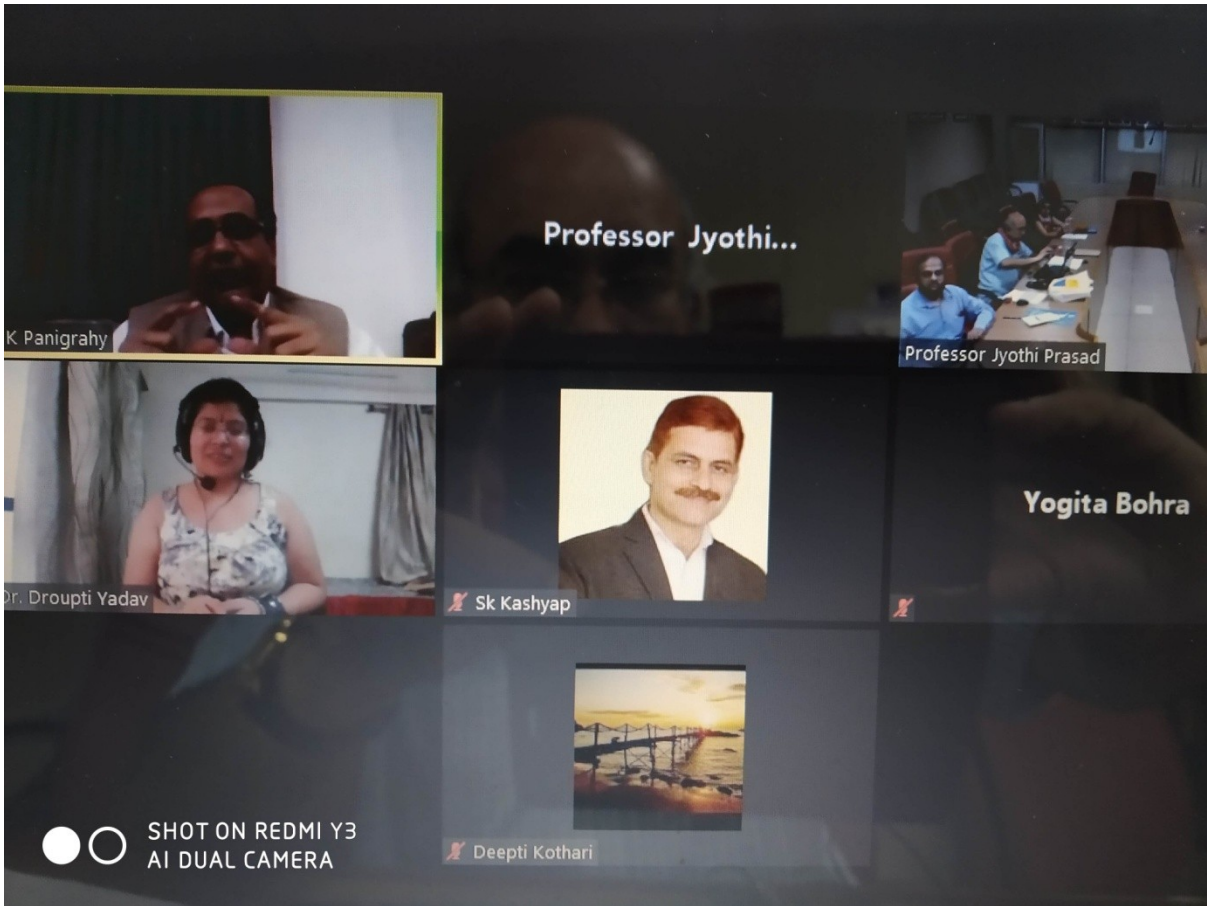 K Panigrahy
Professor Jyothi...
Professor Jyothi Prasad
Dr. Droupti Yadav
Sk Kashyap
Yogita Bohra
Deepti Kothari
SHOT ON REDMI Y3
AI DUAL CAMERA